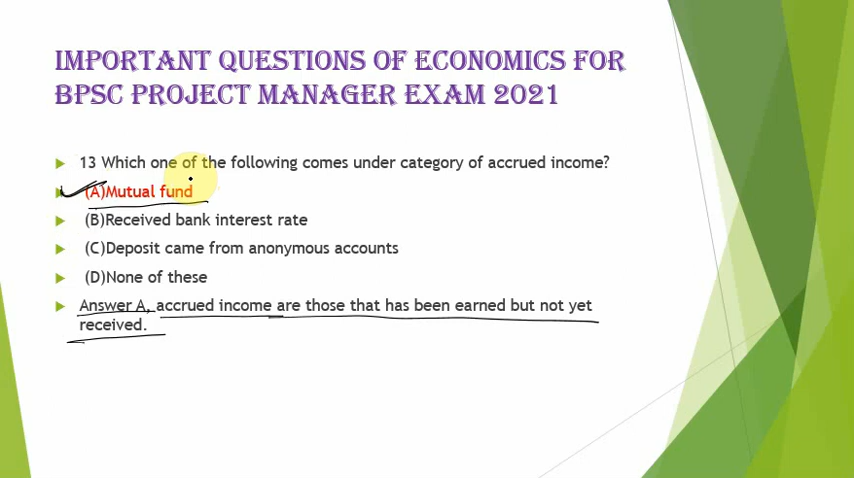 IMPORTANT QUESTIONS OF ECONOMICS FOR
BPSC PROJECT MANAGER EXAM 2021
13 Which one of the following comes under category of accrued income?
(A)Mutual fund
(B)Received bank interest rate
(C)Deposit came from anonymous accounts
(D)None of these
Answer A, accrued income are those that has been earned but not yet
received.